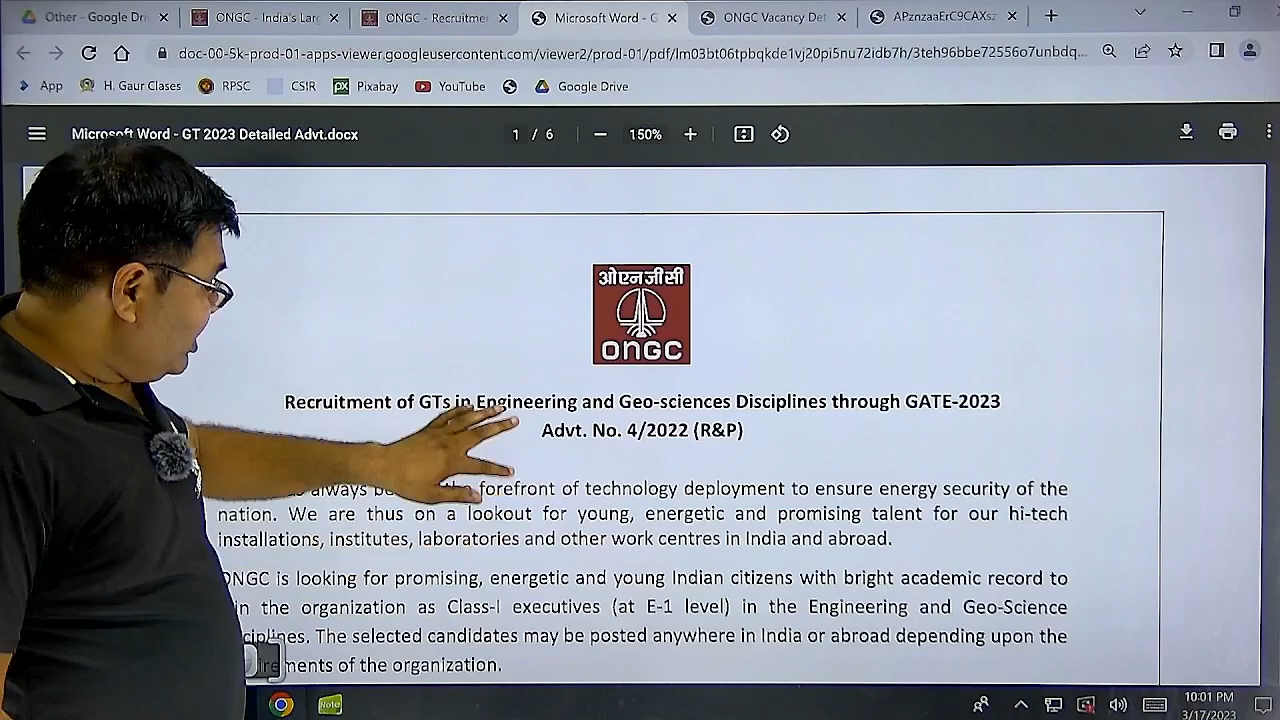 Other - Google Dri
ONGC - India's Larg
ONGC - Recruitmen
Microsoft Word - G
ONGC Vacancy Det
APznzaaErC9CAXsz
doc-00-5k-prod-01-apps-viewer.googleusercontent.com/viewer2/prod-01/pdf/lm03bt06tpbqkde1vj20pi5nu72idb7h/3teh96bbe72556o7unbdq...
App
H. Gaur Classes
RPSC
CSIR
px Pixabay
YouTube
Google Drive
Microsoft Word - GT 2023 Detailed Advt.docx
1 / 6
150%
ओएनजीसी
ONGC
Recruitment of GTs in Engineering and Geo-sciences Disciplines through GATE-2023
Advt. No. 4/2022 (R&P)
always forefront of technology deployment to ensure energy security of the
nation. We are thus on a lookout for young, energetic and promising talent for our hi-tech
installations, institutes, laboratories and other work centres in India and abroad.
ONGC is looking for promising, energetic and young Indian citizens with bright academic record to
in the organization as Class-I executives (at E-1 level) in the Engineering and Geo-Science
ciplines. The selected candidates may be posted anywhere in India or abroad depending upon the
irements of the organization.
Note
10:01 PM
3/17/2023